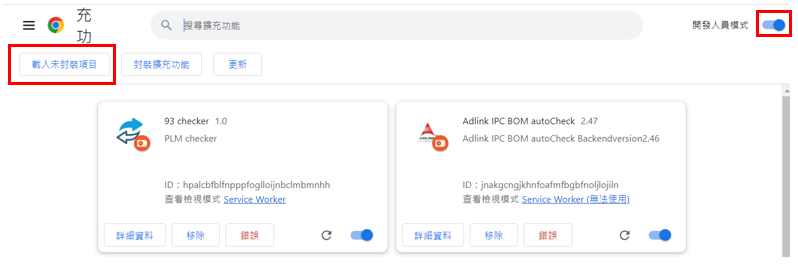 充
功
搜尋擴充功能
開發人員模式
載入未封裝項目
封裝擴充功能
更新
93 checker 1.0
PLM checker
ID：hpalcbfblfnpppfoglloijnbclmbmnhh
查看檢視模式 Service Worker
詳細資料
移除
錯誤
Adlink IPC BOM autoCheck 2.47
Adlink IPC BOM autoCheck Backendversion2.46
ID：jnakgcngjkhnfoafmfbgbfnoljlojiln
查看檢視模式 Service Worker (無法使用)
詳細資料
移除
錯誤